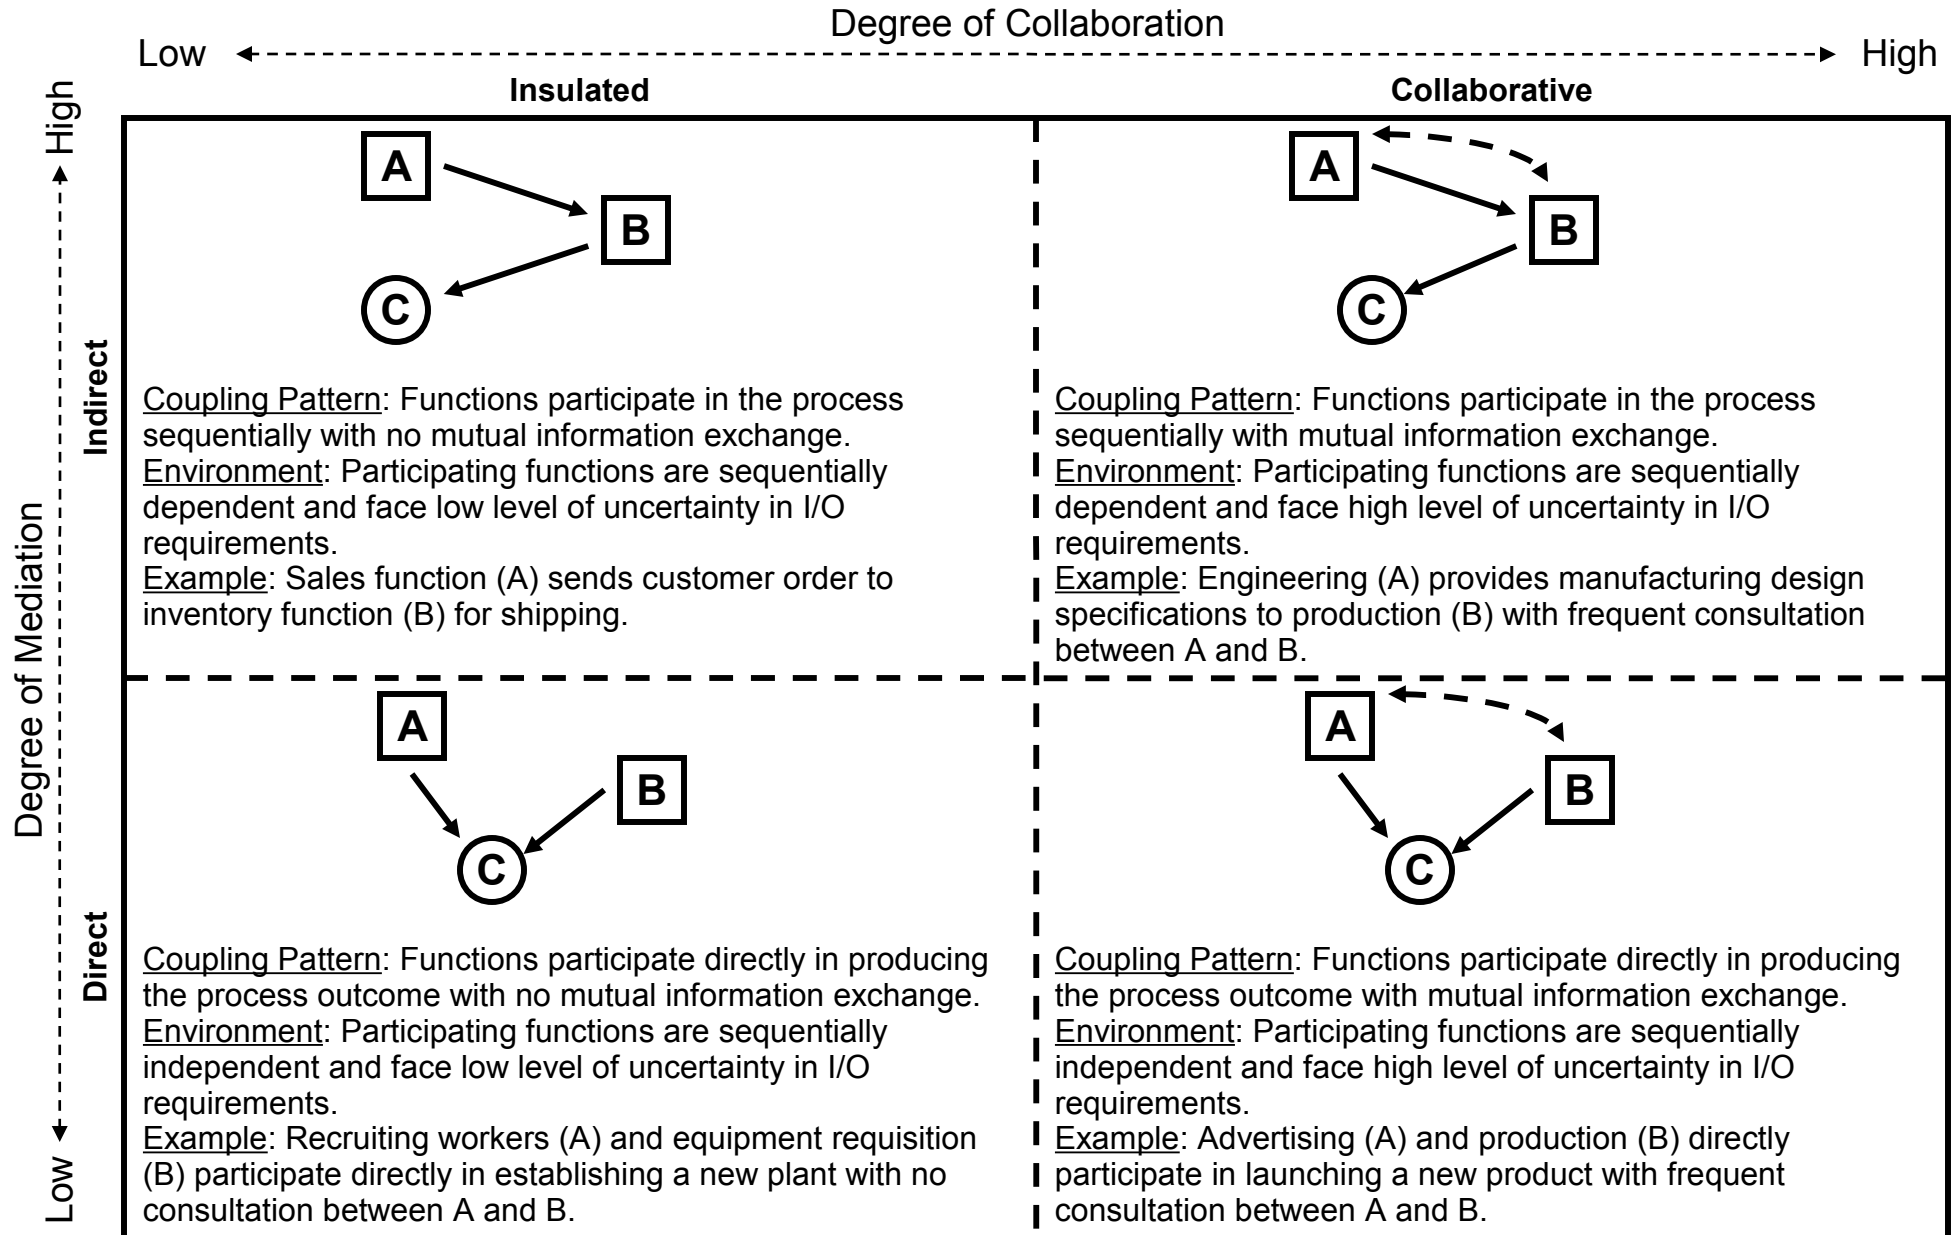 Degree of Collaboration
Low
High
Insulated
Collaborative
High
Degree of Mediation
Low
Indirect
Direct
A
B
C
Coupling Pattern: Functions participate in the process
sequentially with no mutual information exchange.
Environment: Participating functions are sequentially
dependent and face low level of uncertainty in I/O
requirements.
Example: Sales function (A) sends customer order to
inventory function (B) for shipping.
A
B
C
Coupling Pattern: Functions participate in the process
sequentially with mutual information exchange.
Environment: Participating functions are sequentially
dependent and face high level of uncertainty in I/O
requirements.
Example: Engineering (A) provides manufacturing design
specifications to production (B) with frequent consultation
between A and B.
A
B
C
Coupling Pattern: Functions participate directly in producing
the process outcome with no mutual information exchange.
Environment: Participating functions are sequentially
independent and face low level of uncertainty in I/O
requirements.
Example: Recruiting workers (A) and equipment requisition
(B) participate directly in establishing a new plant with no
consultation between A and B.
A
B
C
Coupling Pattern: Functions participate directly in producing
the process outcome with mutual information exchange.
Environment: Participating functions are sequentially
independent and face high level of uncertainty in I/O
requirements.
Example: Advertising (A) and production (B) directly
participate in launching a new product with frequent
consultation between A and B.